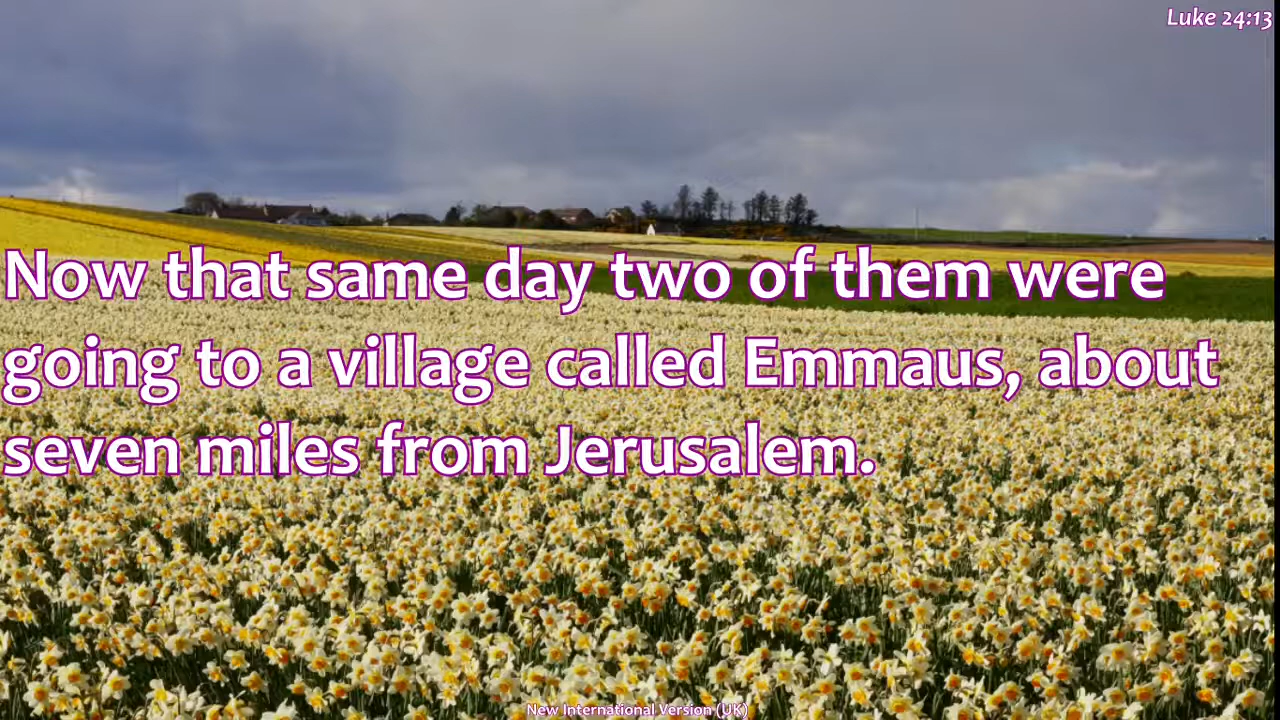 Luke 24:13
Now that same day two of them were
going to a village called Emmaus, about
seven miles from Jerusalem.
New International Version (UK)